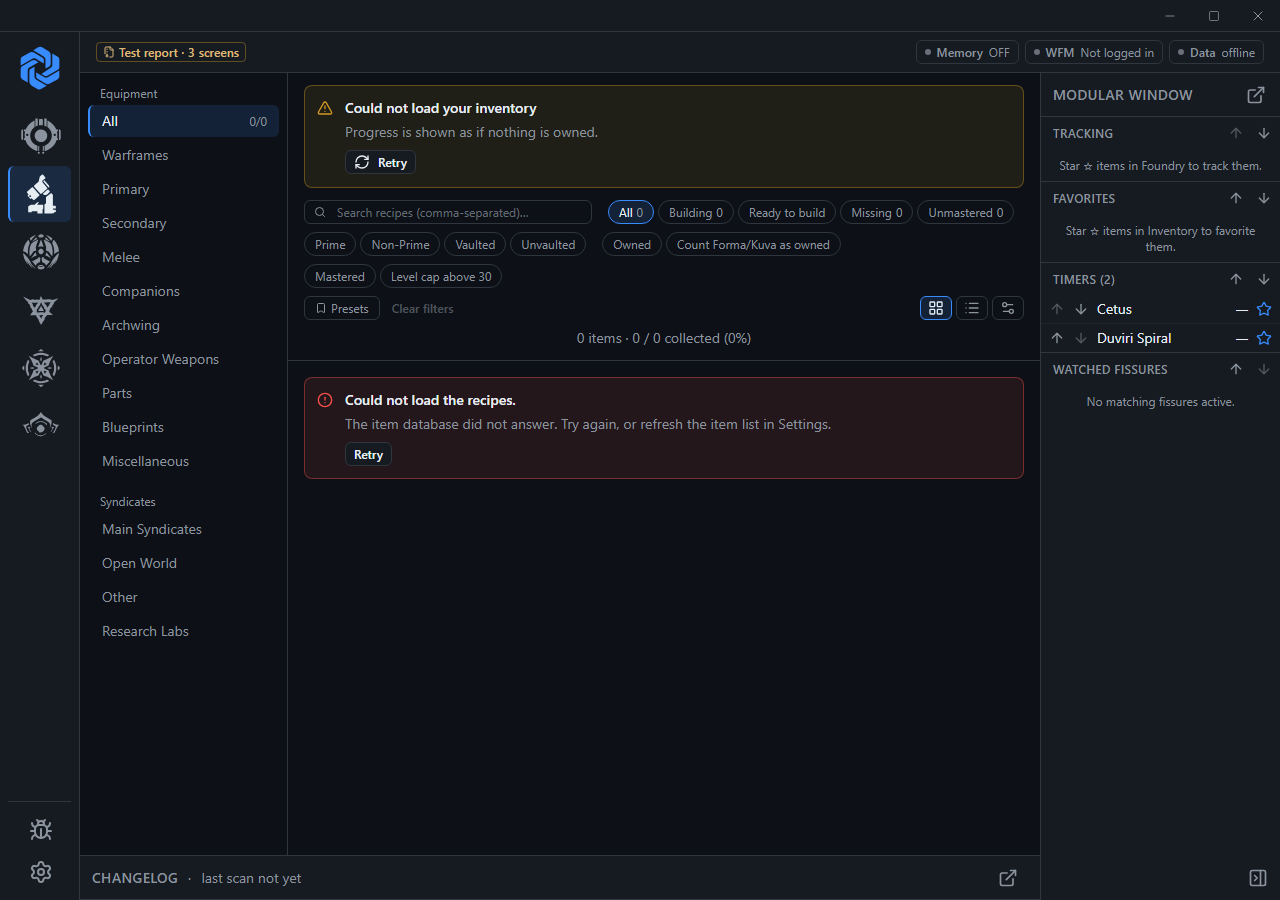 Test report · 3 screens
Memory OFF
WFM Not logged in
Data offline
Equipment
All 0/0
Warframes
Primary
Secondary
Melee
Companions
Archwing
Operator Weapons
Parts
Blueprints
Miscellaneous
Syndicates
Main Syndicates
Open World
Other
Research Labs
Could not load your inventory
Progress is shown as if nothing is owned.
Retry
Search recipes (comma-separated)...
All 0 Building 0 Ready to build Missing 0 Unmastered 0
Prime Non-Prime Vaulted Unvaulted Owned Count Forma/Kuva as owned
Mastered Level cap above 30
Presets Clear filters
0 items · 0 / 0 collected (0%)
Could not load the recipes.
The item database did not answer. Try again, or refresh the item list in Settings.
Retry
MODULAR WINDOW
TRACKING
Star ☆ items in Foundry to track them.
FAVORITES
Star ☆ items in Inventory to favorite
them.
TIMERS (2)
Cetus —
Duviri Spiral —
WATCHED FISSURES
No matching fissures active.
CHANGELOG · last scan not yet